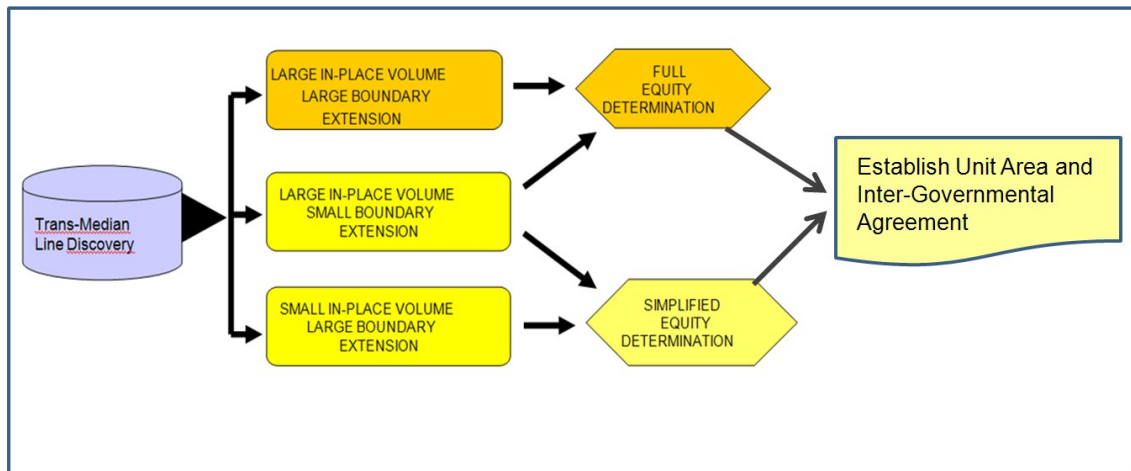 Trans-Median
Line Discovery
LARGE IN-PLACE VOLUME
LARGE BOUNDARY
EXTENSION
LARGE IN-PLACE VOLUME
SMALL BOUNDARY
EXTENSION
SMALL IN-PLACE VOLUME
LARGE BOUNDARY
EXTENSION
FULL
EQUITY
DETERMINATION
SIMPLIFIED
EQUITY
DETERMINATION
Establish Unit Area and
Inter-Governmental
Agreement